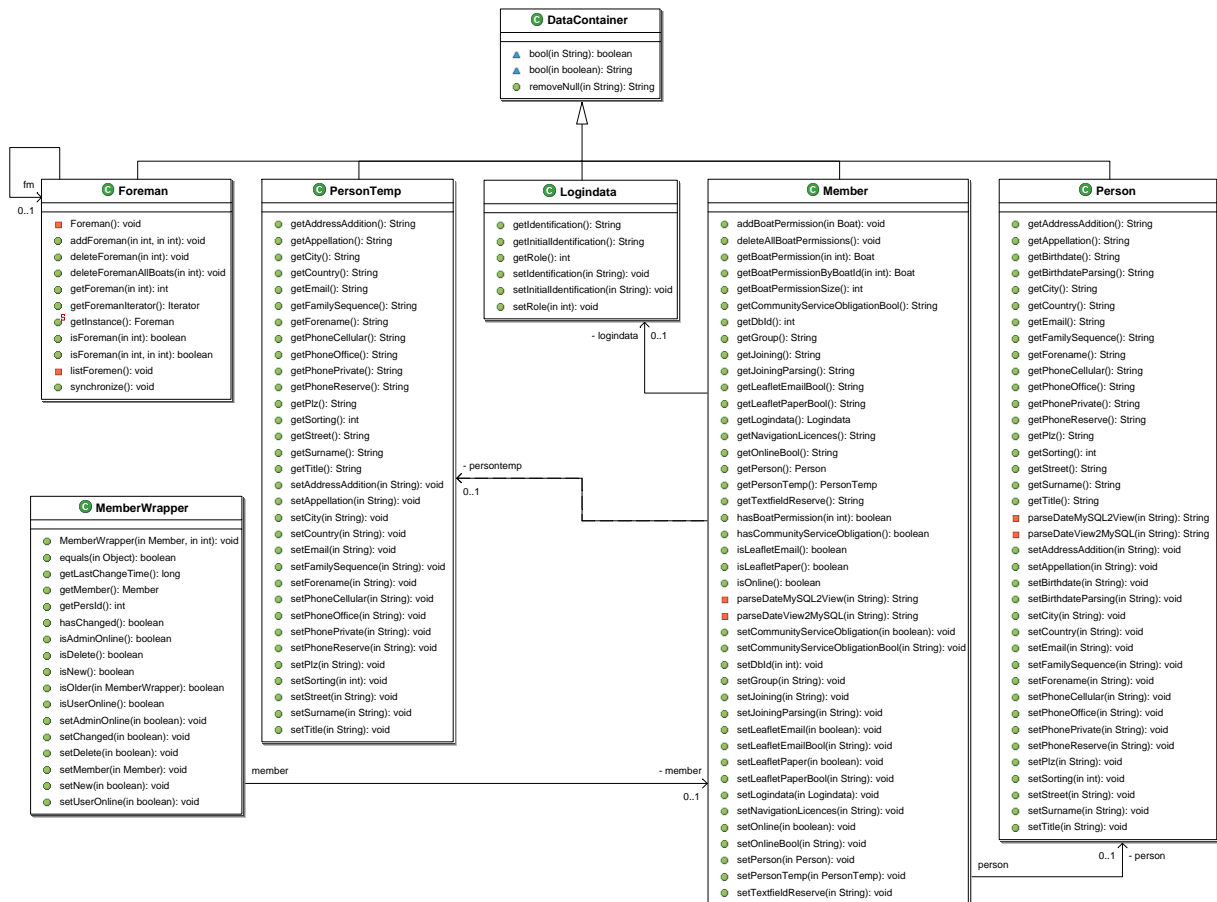 C DataContainer
bool(in String): boolean
bool(in boolean): String
removeNull(in String): String
fm
0..1
C Foreman
Foreman(): void
addForeman(in int, in int): void
deleteForeman(in int): void
deleteForemanAllBoats(in int): void
getForeman(in int): int
getForemanIterator(): Iterator
S
getInstance(): Foreman
isForeman(in int): boolean
isForeman(in int, in int): boolean
listForemen(): void
synchronize(): void
C PersonTemp
getAddressAddition(): String
getAppellation(): String
getCity(): String
getCountry(): String
getEmail(): String
getFamilySequence(): String
getForename(): String
getPhoneCellular(): String
getPhoneOffice(): String
getPhonePrivate(): String
getPhoneReserve(): String
getPlz(): String
getSorting(): int
getStreet(): String
getSurname(): String
getTitle(): String
setAddressAddition(in String): void
setAppellation(in String): void
setCity(in String): void
setCountry(in String): void
setEmail(in String): void
setFamilySequence(in String): void
setForename(in String): void
setPhoneCellular(in String): void
setPhoneOffice(in String): void
setPhonePrivate(in String): void
setPhoneReserve(in String): void
setPlz(in String): void
setSorting(in int): void
setStreet(in String): void
setSurname(in String): void
setTitle(in String): void
C Logindata
getIdentification(): String
getInitialIdentification(): String
getRole(): int
setIdentification(in String): void
setInitialIdentification(in String): void
setRole(in int): void
- logindata
0..1
- persontemp
0..1
C Member
addBoatPermission(in Boat): void
deleteAllBoatPermissions(): void
getBoatPermission(in int): Boat
getBoatPermissionByBoatId(in int): Boat
getBoatPermissionSize(): int
getCommunityServiceObligationBool(): String
getDbId(): int
getGroup(): String
getJoining(): String
getJoiningParsing(): String
getLeafletEmailBool(): String
getLeafletPaperBool(): String
getLogindata(): Logindata
getNavigationLicences(): String
getOnlineBool(): String
getPerson(): Person
getPersonTemp(): PersonTemp
getTextfieldReserve(): String
hasBoatPermission(in int): boolean
hasCommunityServiceObligation(): boolean
isLeafletEmail(): boolean
isLeafletPaper(): boolean
isOnline(): boolean
parseDateMySQL2View(in String): String
parseDateView2MySQL(in String): String
setCommunityServiceObligation(in boolean): void
setCommunityServiceObligationBool(in String): void
setDbId(in int): void
setGroup(in String): void
setJoining(in String): void
setJoiningParsing(in String): void
setLeafletEmail(in boolean): void
setLeafletEmailBool(in String): void
setLeafletPaper(in boolean): void
setLeafletPaperBool(in String): void
setLogindata(in Logindata): void
setNavigationLicences(in String): void
setOnline(in boolean): void
setOnlineBool(in String): void
setPerson(in Person): void
setPersonTemp(in PersonTemp): void
setTextfieldReserve(in String): void
C Person
getAddressAddition(): String
getAppellation(): String
getBirthdate(): String
getBirthdateParsing(): String
getCity(): String
getCountry(): String
getEmail(): String
getFamilySequence(): String
getForename(): String
getPhoneCellular(): String
getPhoneOffice(): String
getPhonePrivate(): String
getPhoneReserve(): String
getPlz(): String
getSorting(): int
getStreet(): String
getSurname(): String
getTitle(): String
parseDateMySQL2View(in String): String
parseDateView2MySQL(in String): String
setAddressAddition(in String): void
setAppellation(in String): void
setBirthdate(in String): void
setBirthdateParsing(in String): void
setCity(in String): void
setCountry(in String): void
setEmail(in String): void
setFamilySequence(in String): void
setForename(in String): void
setPhoneCellular(in String): void
setPhoneOffice(in String): void
setPhonePrivate(in String): void
setPhoneReserve(in String): void
setPlz(in String): void
setSorting(in int): void
setStreet(in String): void
setSurname(in String): void
setTitle(in String): void
C MemberWrapper
MemberWrapper(in Member, in int): void
equals(in Object): boolean
getLastChangeTime(): long
getMember(): Member
getPersId(): int
hasChanged(): boolean
isAdminOnline(): boolean
isDelete(): boolean
isNew(): boolean
isOlder(in MemberWrapper): boolean
isUserOnline(): boolean
setAdminOnline(in boolean): void
setChanged(in boolean): void
setDelete(in boolean): void
setMember(in Member): void
setNew(in boolean): void
setUserOnline(in boolean): void
member
- member
0..1
person
0..1
- person